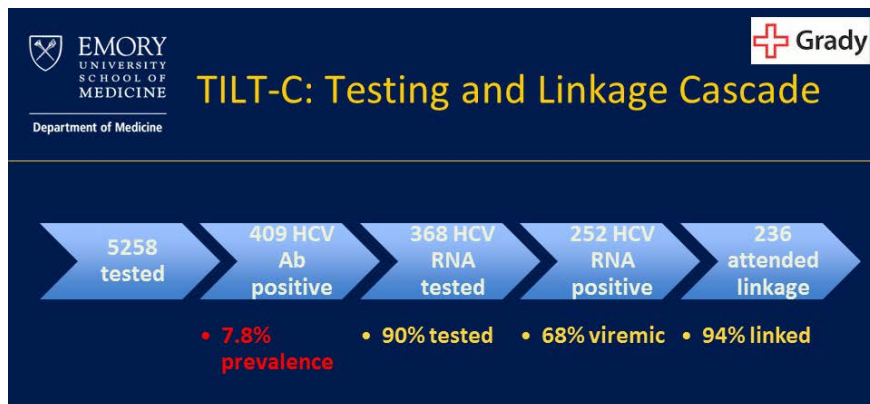 EMORY
UNIVERSITY
SCHOOL OF
MEDICINE
Department of Medicine
Grady
TILT-C: Testing and Linkage Cascade
5258
tested
409 HCV
Ab
positive
368 HCV
RNA
tested
252 HCV
RNA
positive
236
attended
linkage
• 7.8%
prevalence
• 90% tested
• 68% viremic
• 94% linked